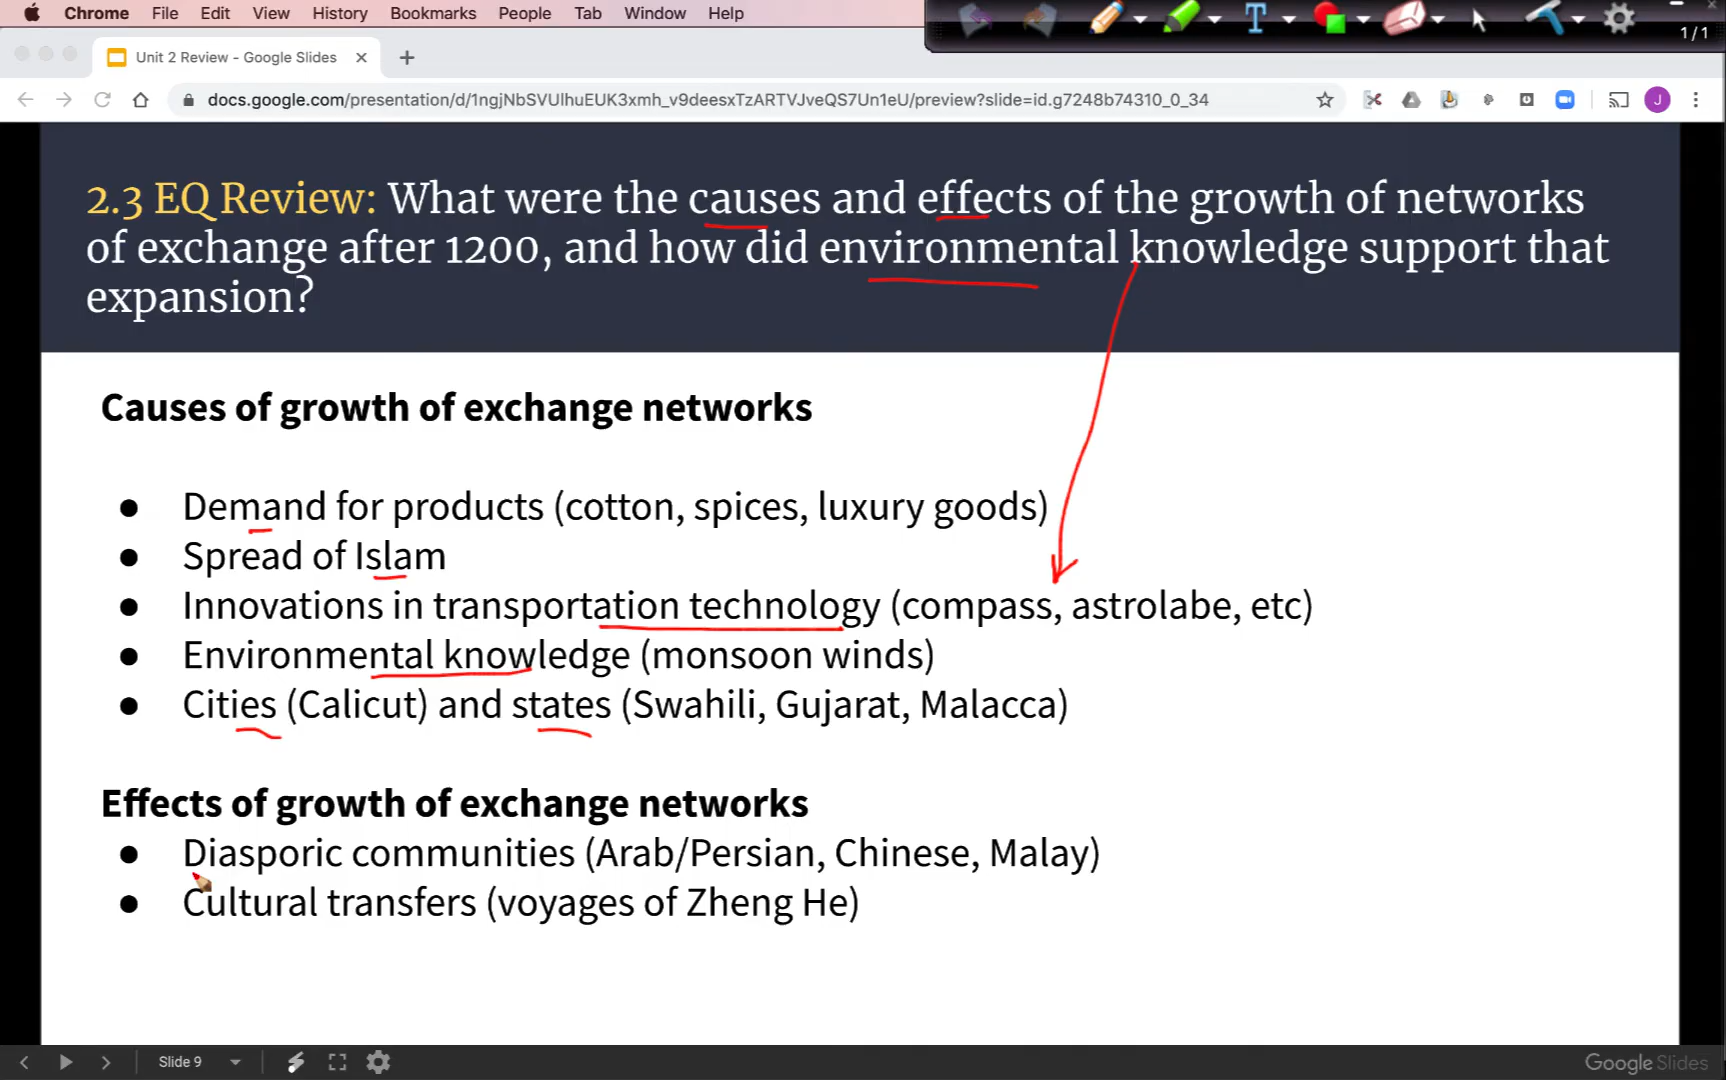 Chrome File Edit View History Bookmarks People Tab Window Help
1/1
Unit 2 Review - Google Slides
docs.google.com/presentation/d/1ngjNbSVUlhuEUK3xmh_v9deesxTzARTVJveQS7Un1eU/preview?slide=id.g7248b74310_0_34
J
2.3 EQ Review: What were the causes and effects of the growth of networks
of exchange after 1200, and how did environmental knowledge support that
expansion?
Causes of growth of exchange networks
● Demand for products (cotton, spices, luxury goods)
● Spread of Islam
● Innovations in transportation technology (compass, astrolabe, etc)
● Environmental knowledge (monsoon winds)
● Cities (Calicut) and states (Swahili, Gujarat, Malacca)
Effects of growth of exchange networks
● Diasporic communities (Arab/Persian, Chinese, Malay)
● Cultural transfers (voyages of Zheng He)
Slide 9
Google Slides